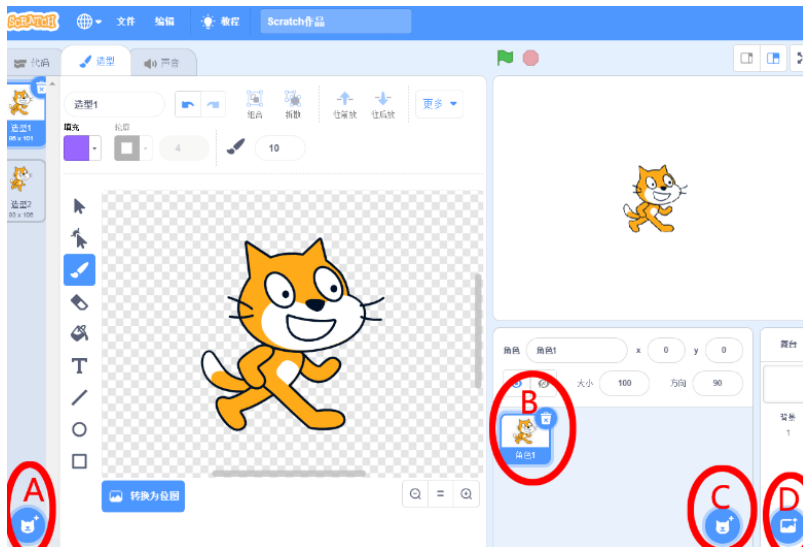 SCRATCH 文件 编辑 教程 Scratch作品
代码 造型 声音
造型1
96 x 101
造型2
93 x 106
造型1 组合 拆散 往前放 往后放 更多
填充 轮廓 4 10
T
转换为位图
角色 角色1 x 0 y 0
大小 100 方向 90
角色1
舞台
背景
1
A
B
C
D